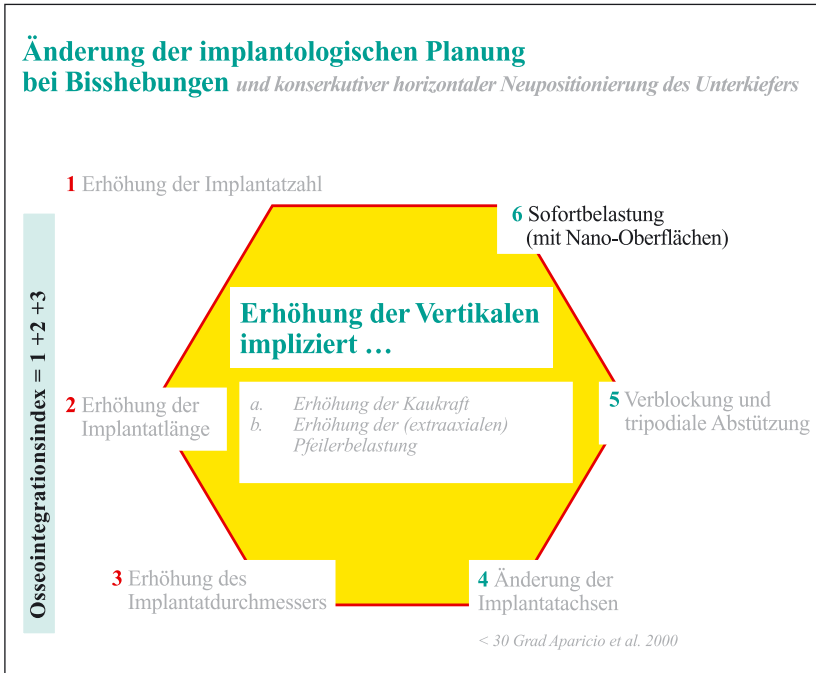 Änderung der implantologischen Planung
bei Bisshebungen und konserkutiver horizontaler Neupositionierung des Unterkiefers
1 Erhöhung der Implantatzahl
6 Sofortbelastung
(mit Nano-Oberflächen)
Osseointegrationsindex = 1 +2 +3
Erhöhung der Vertikalen
impliziert …
2 Erhöhung der
Implantatlänge
a. Erhöhung der Kaukraft
b. Erhöhung der (extraaxialen)
Pfeilerbelastung
5 Verblockung und
tripodiale Abstützung
3 Erhöhung des
Implantatdurchmessers
4 Änderung der
Implantatachsen
< 30 Grad Aparicio et al. 2000